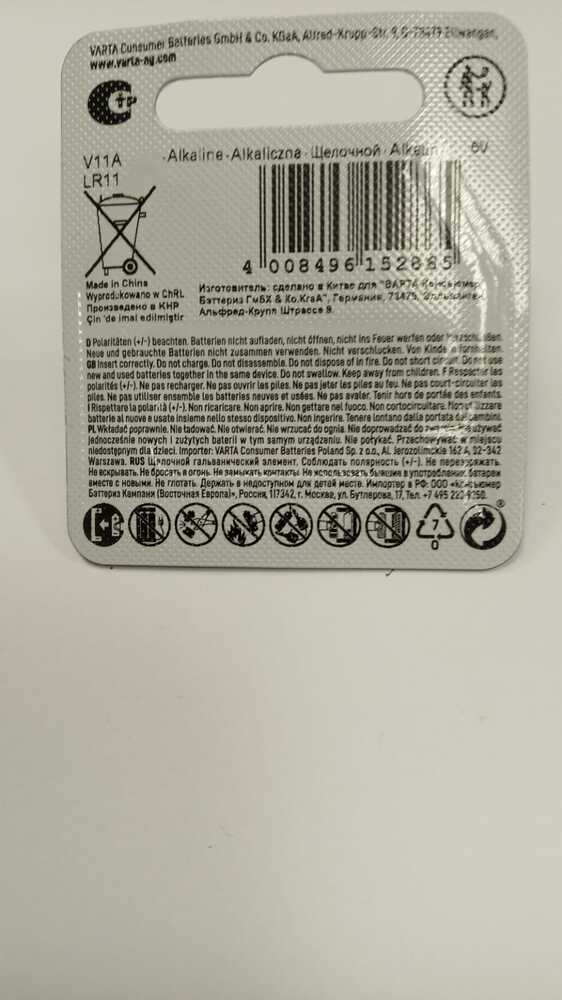 VARTA Consumer Batteries GmbH & Co. KGaA, Alfred-Krupp-Str. 9, D-73479 Ellwangen,
www.varta-ag.com
V11A
LR11
·Alkaline·Alkaliczna·Щелочной·Alkalin 6V
4 008496 152865
Made in China
Wyprodukowano w ChRL
Произведено в КНР
Çin 'de imal edilmiştir
Изготовитель: сделано в Китае для "ВАРТА Консьюмер
Бэттериз ГмбХ & Ко.КгаА", Германия, 73479, Эллванген,
Альфред-Крупп Штрассе 9.
D Polaritäten (+/-) beachten. Batterien nicht aufladen, nicht öffnen, nicht ins Feuer werfen oder kurzschließen.
Neue und gebrauchte Batterien nicht zusammen verwenden. Nicht verschlucken. Von Kindern fernhalten.
GB Insert correctly. Do not charge. Do not disassemble. Do not dispose of in fire. Do not short circuit. Do not use
new and used batteries together in the same device. Do not swallow. Keep away from children. F Respecter les
polarités (+/-). Ne pas recharger. Ne pas ouvrir les piles. Ne pas jeter les piles au feu. Ne pas court-circuiter les
piles. Ne pas utiliser ensemble les batteries neuves et usées. Ne pas avaler. Tenir hors de portée des enfants.
I Rispettare la polarità (+/-). Non ricaricare. Non aprire. Non gettare nel fuoco. Non cortocircuitare. Non utilizzare
batterie al nuove e usate insieme nello stesso dispositivo. Non ingerire. Tenere lontano dalla portata dei bambini.
PL Wkładać poprawnie. Nie ładować. Nie otwierać. Nie wrzucać do ognia. Nie doprowadzać do zwarcia. Nie używać
jednocześnie nowych i zużytych baterii w tym samym urządzeniu. Nie połykać. Przechowywać w miejscu
niedostępnym dla dzieci. Importer: VARTA Consumer Batteries Poland Sp. z o.o., Al. Jerozolimskie 162 A, 02-342
Warszawa. RUS Щелочной гальванический элемент. Соблюдать полярность (+/-). Не перезаряжать.
Не вскрывать. Не бросать в огонь. Не замыкать контакты. Не использовать бывшие в употреблении батареи
вместе с новыми. Не глотать. Держать в недоступном для детей месте. Импортер в РФ: ООО «Консьюмер
Баттериз Кампани (Восточная Европа)», Россия, 117342, г. Москва, ул. Бутлерова, 17, Тел. +7 495
7
0
®